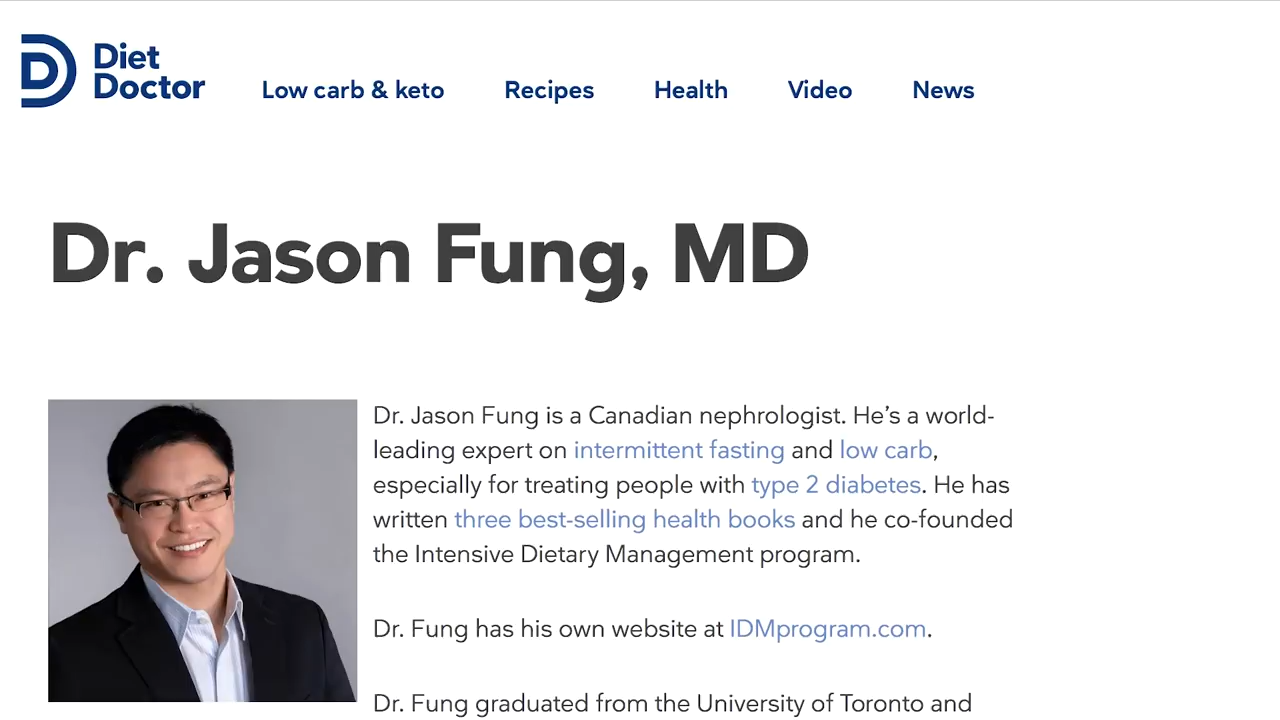 Diet
Doctor
Low carb & keto
Recipes
Health
Video
News
Dr. Jason Fung, MD
Dr. Jason Fung is a Canadian nephrologist. He’s a world-
leading expert on intermittent fasting and low carb,
especially for treating people with type 2 diabetes. He has
written three best-selling health books and he co-founded
the Intensive Dietary Management program.
Dr. Fung has his own website at IDMprogram.com.
Dr. Fung graduated from the University of Toronto and